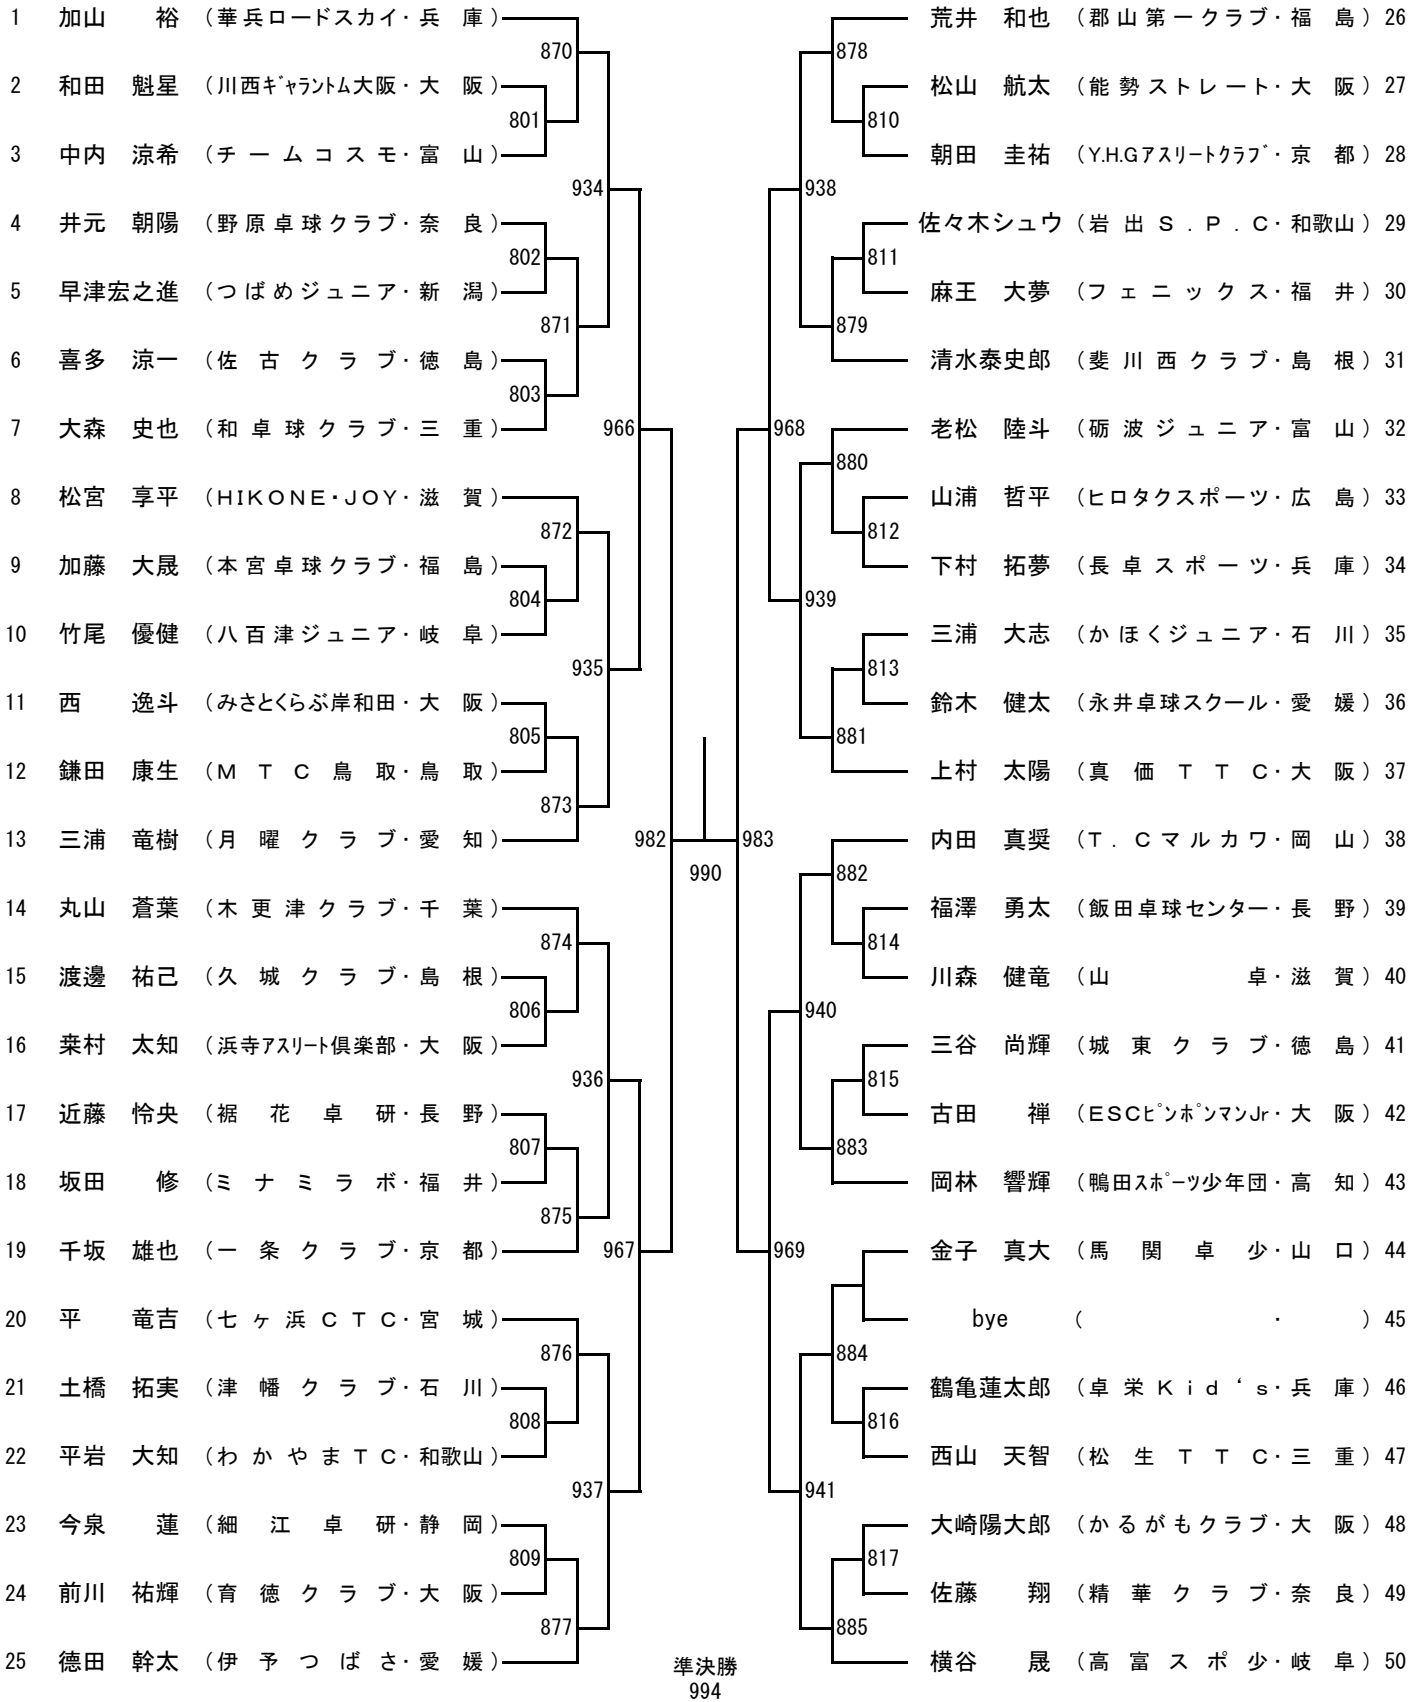 1 加山 裕 （華兵ロードスカイ・兵 庫）
870
2 和田 魁星 （川西ｷﾞｬﾗﾝﾄﾑ大阪・大 阪）
801
3 中内 涼希 （チームコスモ・富 山）
934
4 井元 朝陽 （野原卓球クラブ・奈 良）
802
5 早津宏之進 （つばめジュニア・新 潟）
871
6 喜多 涼一 （佐古クラブ・徳 島）
803
7 大森 史也 （和卓球クラブ・三 重）
966
8 松宮 享平 （HIKONE・JOY・滋 賀）
872
9 加藤 大晟 （本宮卓球クラブ・福 島）
804
10 竹尾 優健 （八百津ジュニア・岐 阜）
935
11 西 逸斗 （みさとくらぶ岸和田・大 阪）
805
12 鎌田 康生 （MTC鳥取・鳥 取）
873
13 三浦 竜樹 （月曜クラブ・愛 知）
982
14 丸山 蒼葉 （木更津クラブ・千 葉）
874
15 渡邊 祐己 （久城クラブ・島 根）
806
16 桒村 太知 （浜寺ｱｽﾘｰﾄ倶楽部・大 阪）
936
17 近藤 怜央 （裾花卓研・長 野）
807
18 坂田 修 （ミナミラボ・福 井）
875
19 千坂 雄也 （一条クラブ・京 都）
967
20 平 竜吉 （七ヶ浜CTC・宮 城）
876
21 土橋 拓実 （津幡クラブ・石 川）
808
22 平岩 大知 （わかやまTC・和歌山）
937
23 今泉 蓮 （細江卓研・静 岡）
809
24 前川 祐輝 （育徳クラブ・大 阪）
877
25 德田 幹太 （伊予つばさ・愛 媛）
990
準決勝
994
荒井 和也 （郡山第一クラブ・福 島） 26
878
松山 航太 （能勢ストレート・大 阪） 27
810
朝田 圭祐 （Y.H.Gｱｽﾘｰﾄｸﾗﾌﾞ・京 都） 28
938
佐々木シュウ （岩出S.P.C・和歌山） 29
811
麻王 大夢 （フェニックス・福 井） 30
879
清水泰史郎 （斐川西クラブ・島 根） 31
968
老松 陸斗 （砺波ジュニア・富 山） 32
880
山浦 哲平 （ヒロタクスポーツ・広 島） 33
812
下村 拓夢 （長卓スポーツ・兵 庫） 34
939
三浦 大志 （かほくジュニア・石 川） 35
813
鈴木 健太 （永井卓球スクール・愛 媛） 36
881
上村 太陽 （真価TTC・大 阪） 37
983
内田 真奨 （T.Cマルカワ・岡 山） 38
882
福澤 勇太 （飯田卓球センター・長 野） 39
814
川森 健竜 （山 卓・滋 賀） 40
940
三谷 尚輝 （城東クラブ・徳 島） 41
815
古田 禅 （ESCﾋﾟﾝﾎﾟﾝﾏﾝJr・大 阪） 42
883
岡林 響輝 （鴨田ｽﾎﾟｰﾂ少年団・高 知） 43
969
金子 真大 （馬関卓少・山 口） 44
bye （ ・ ） 45
884
鶴亀蓮太郎 （卓栄Kid‘s・兵 庫） 46
816
西山 天智 （松生TTC・三 重） 47
941
大崎陽大郎 （かるがもクラブ・大 阪） 48
817
佐藤 翔 （精華クラブ・奈 良） 49
885
横谷 晟 （高富スポ少・岐 阜） 50